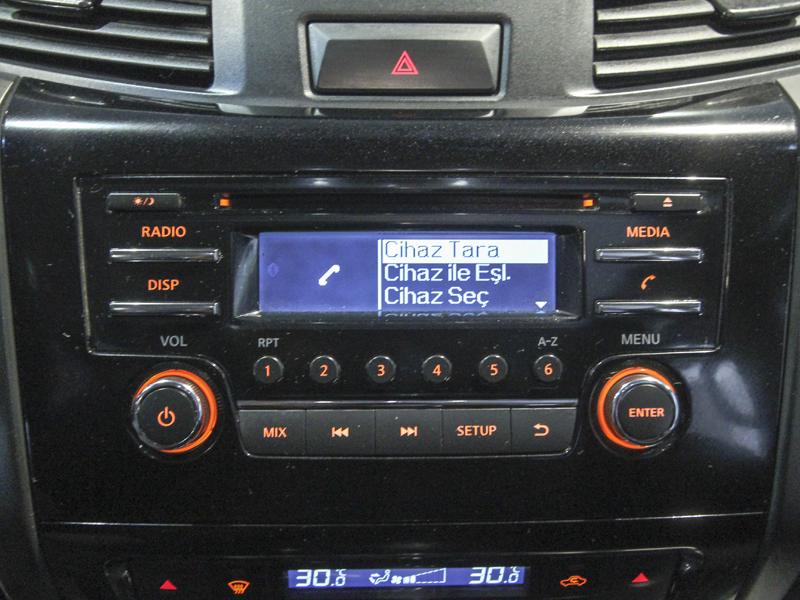 RADIO
MEDIA
DISP
Cihaz Tara
Cihaz ile Eşl.
Cihaz Seç
VOL
RPT
A-Z
MENU
1 2 3 4 5 6
MIX
SETUP
ENTER
30.0°C
30.0°C